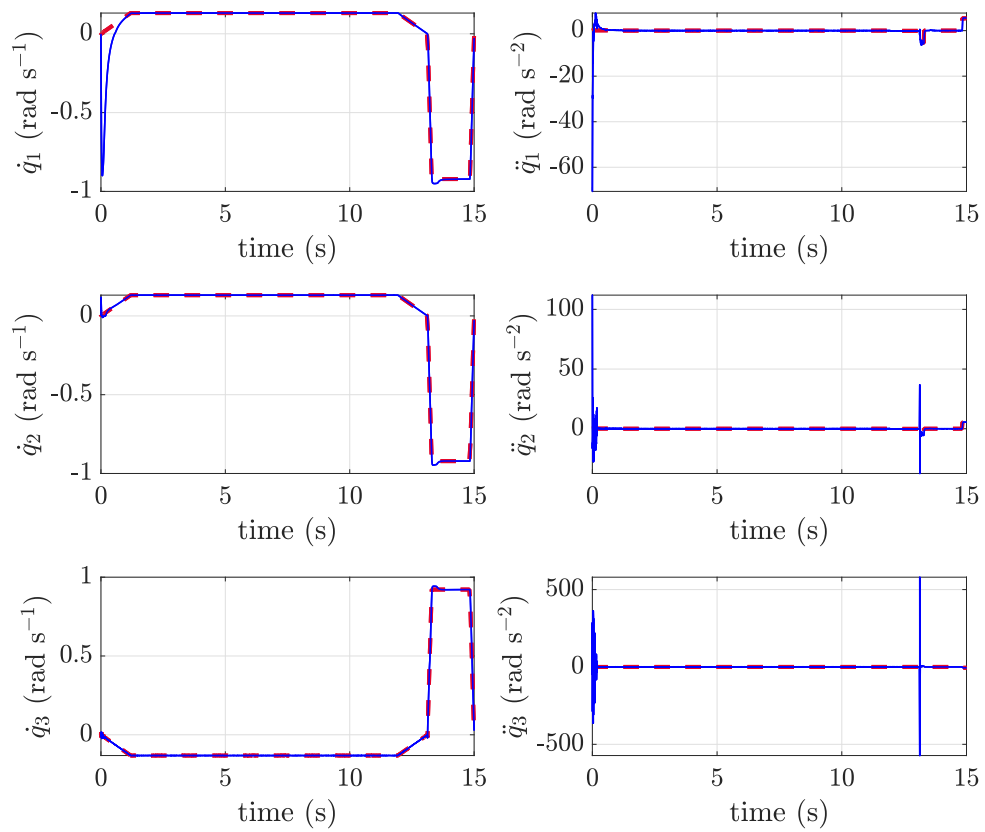 0
-0.5
-1
q̇₁ (rad s⁻¹)
0 5 10 15
time (s)
0
-20
-40
-60
q̈₁ (rad s⁻²)
0 5 10 15
time (s)
0
-0.5
-1
q̇₂ (rad s⁻¹)
0 5 10 15
time (s)
100
50
0
q̈₂ (rad s⁻²)
0 5 10 15
time (s)
1
0.5
0
q̇₃ (rad s⁻¹)
0 5 10 15
time (s)
500
0
-500
q̈₃ (rad s⁻²)
0 5 10 15
time (s)